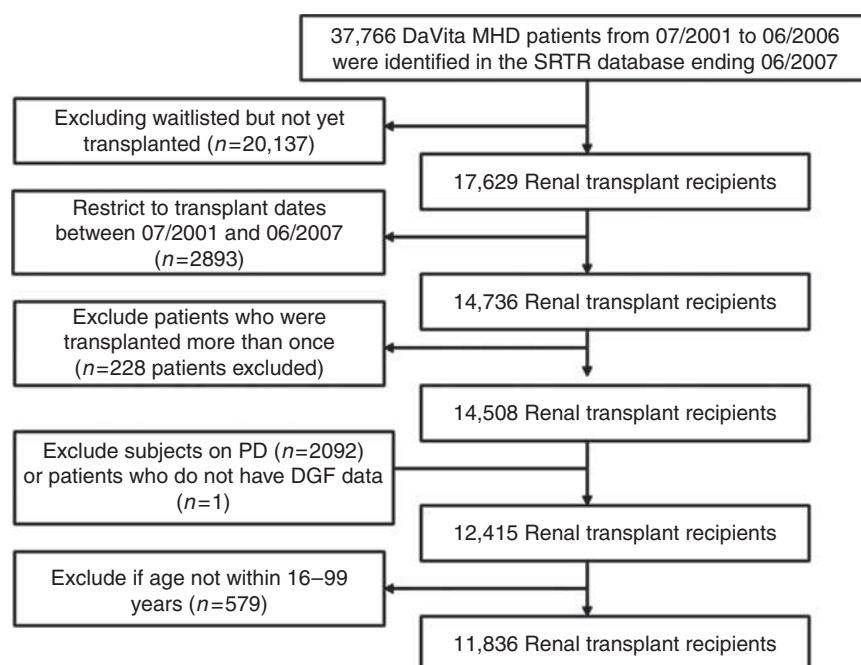 37,766 DaVita MHD patients from 07/2001 to 06/2006
were identified in the SRTR database ending 06/2007
Excluding waitlisted but not yet
transplanted (n=20,137)
17,629 Renal transplant recipients
Restrict to transplant dates
between 07/2001 and 06/2007
(n=2893)
14,736 Renal transplant recipients
Exclude patients who were
transplanted more than once
(n=228 patients excluded)
14,508 Renal transplant recipients
Exclude subjects on PD (n=2092)
or patients who do not have DGF data
(n=1)
12,415 Renal transplant recipients
Exclude if age not within 16–99
years (n=579)
11,836 Renal transplant recipients